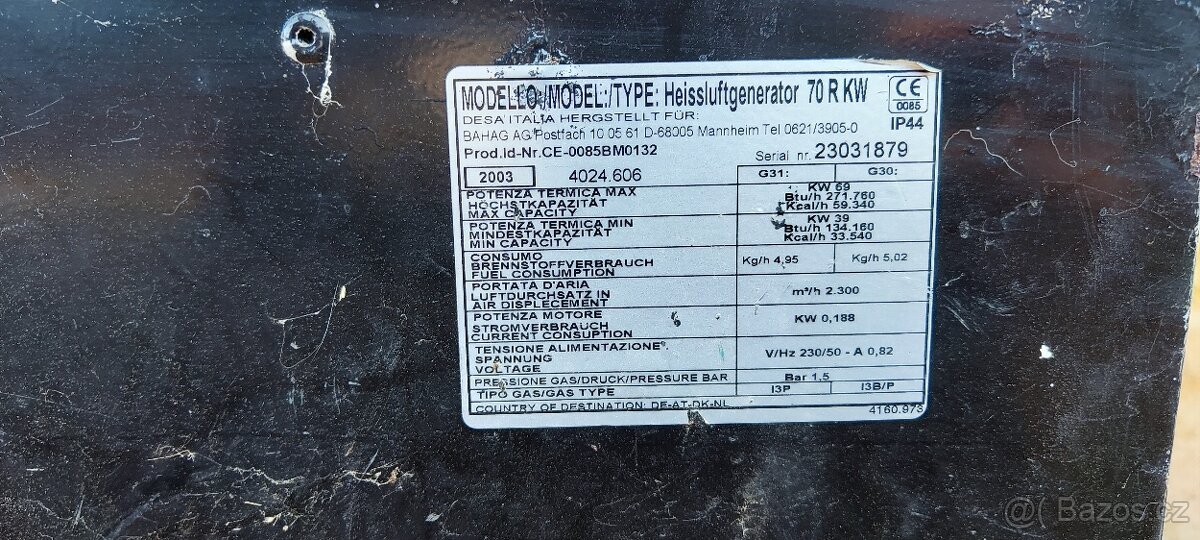 MODELLO:/MODEL:/TYPE: Heissluftgenerator 70 R KW
CE
0085
DESA ITALIA HERGSTELLT FÜR:
IP44
BAHAG AG Postfach 10 05 61 D-68005 Mannheim Tel 0621/3905-0
Prod.id-Nr.CE-0085BM0132
Serial nr. 23031879
2003 4024.606
G31: G30:
POTENZA TERMICA MAX
HÖCHSTKAPAZITÄT
MAX CAPACITY
KW 69
Btu/h 271.760
Kcal/h 59.340
POTENZA TERMICA MIN
MINDESTKAPAZITÄT
MIN CAPACITY
KW 39
Btu/h 134.160
Kcal/h 33.540
CONSUMO
BRENNSTOFFVERBRAUCH
FUEL CONSUMPTION
Kg/h 4,95 Kg/h 5,02
PORTATA D'ARIA
LUFTDURCHSATZ IN
AIR DISPLECEMENT
m³/h 2.300
POTENZA MOTORE
STROMVERBRAUCH
CURRENT CONSUPTION
KW 0,188
TENSIONE ALIMENTAZIONE°.
SPANNUNG
VOLTAGE
V/Hz 230/50 - A 0,82
PRESSIONE GAS/DRUCK/PRESSURE BAR Bar 1,5
TIPO GAS/GAS TYPE I3P I3B/P
COUNTRY OF DESTINATION: DE-AT-DK-NL
4160.973
@( Bazos.cz